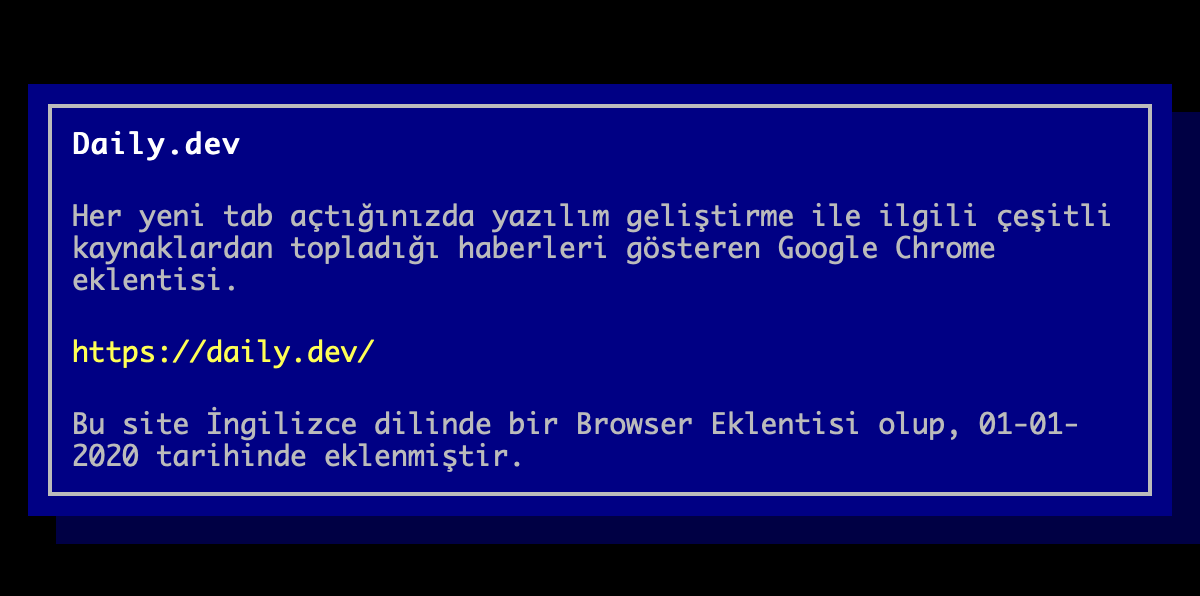 Daily.dev
Her yeni tab açtığınızda yazılım geliştirme ile ilgili çeşitli
kaynaklardan topladığı haberleri gösteren Google Chrome
eklentisi.
https://daily.dev/
Bu site İngilizce dilinde bir Browser Eklentisi olup, 01-01-
2020 tarihinde eklenmiştir.